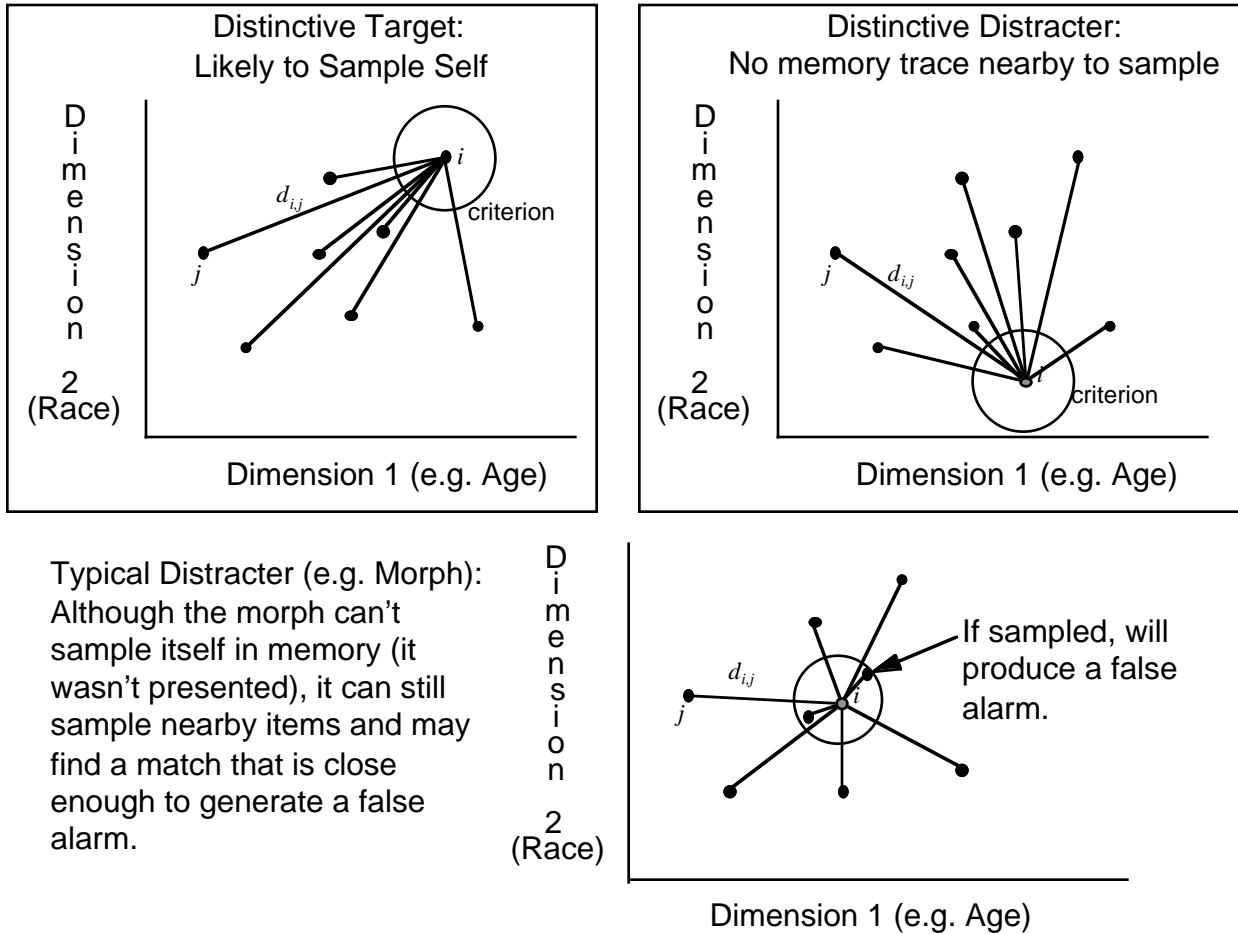 Distinctive Target:
Likely to Sample Self
Dimension
2
(Race)
i
d i,j
criterion
j
Dimension 1 (e.g. Age)
Distinctive Distracter:
No memory trace nearby to sample
Dimension
2
(Race)
j
d i,j
i
criterion
Dimension 1 (e.g. Age)
Typical Distracter (e.g. Morph):
Although the morph can't
sample itself in memory (it
wasn't presented), it can still
sample nearby items and may
find a match that is close
enough to generate a false
alarm.
Dimension
2
(Race)
d i,j
j
i
If sampled, will
produce a false
alarm.
Dimension 1 (e.g. Age)